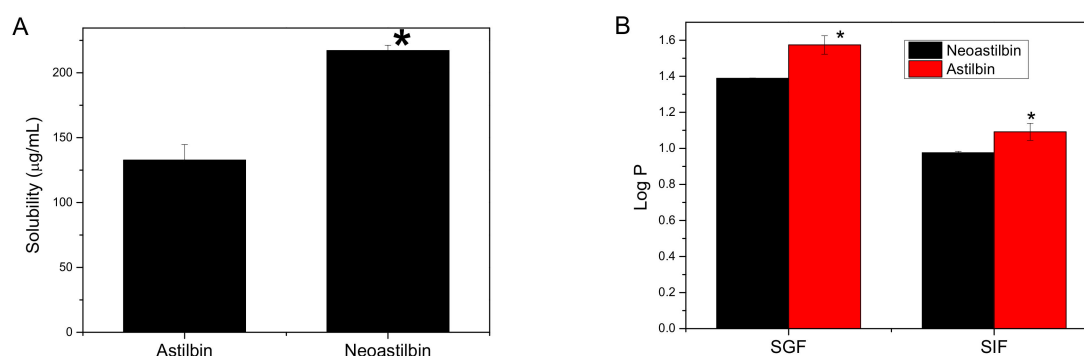 A
Solubility (μg/mL)
200
150
100
50
0
*
Astilbin
Neoastilbin
B
Log P
1.6
1.4
1.2
1.0
0.8
0.6
0.4
0.2
0.0
*
*
Neoastilbin
Astilbin
SGF
SIF